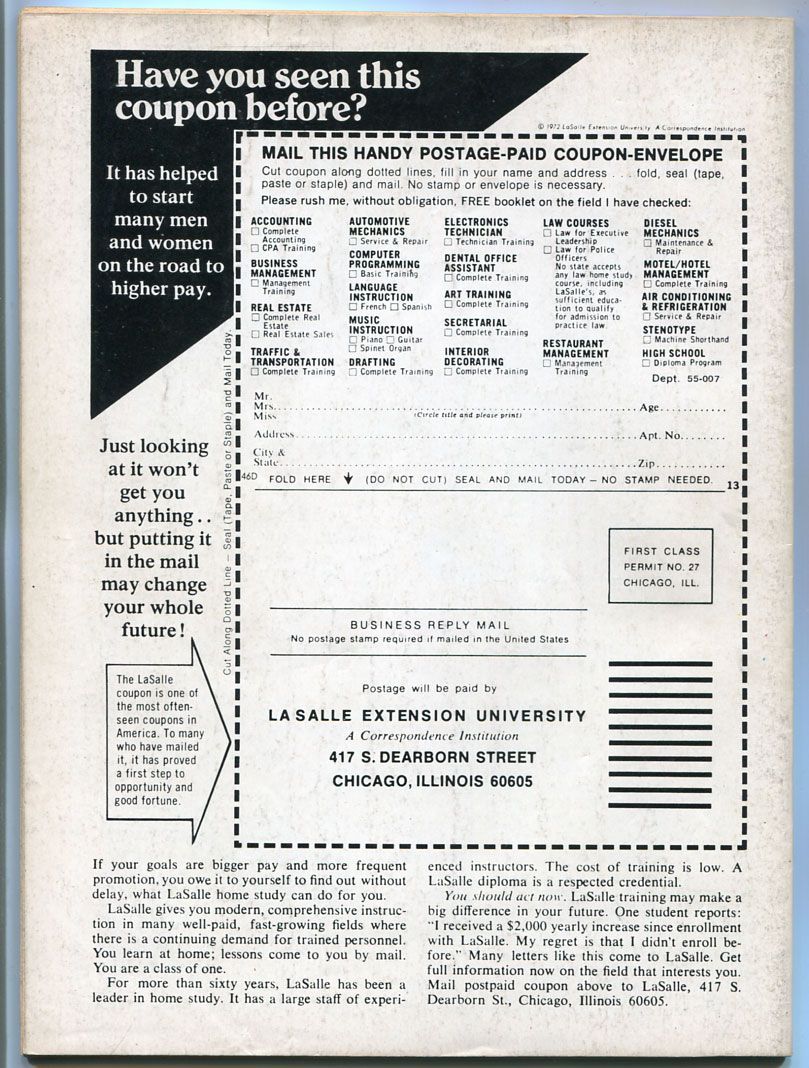 Have you seen this
coupon before?
© 1972 LaSalle Extension University A Correspondence Institution
It has helped
to start
many men
and women
on the road to
higher pay.
Just looking
at it won't
get you
anything . .
but putting it
in the mail
may change
your whole
future!
The LaSalle
coupon is one of
the most often-
seen coupons in
America. To many
who have mailed
it, it has proved
a first step to
opportunity and
good fortune.
Cut Along Dotted Line — Seal (Tape, Paste or Staple) and Mail Today.
MAIL THIS HANDY POSTAGE-PAID COUPON-ENVELOPE
Cut coupon along dotted lines, fill in your name and address . . . fold, seal (tape,
paste or staple) and mail. No stamp or envelope is necessary.
Please rush me, without obligation, FREE booklet on the field I have checked:
ACCOUNTING
☐ Complete
Accounting
☐ CPA Training
BUSINESS
MANAGEMENT
☐ Management
Training
REAL ESTATE
☐ Complete Real
Estate
☐ Real Estate Sales
TRAFFIC &
TRANSPORTATION
☐ Complete Training
AUTOMOTIVE
MECHANICS
☐ Service & Repair
COMPUTER
PROGRAMMING
☐ Basic Training
LANGUAGE
INSTRUCTION
☐ French ☐ Spanish
MUSIC
INSTRUCTION
☐ Piano ☐ Guitar
☐ Spinet Organ
DRAFTING
☐ Complete Training
ELECTRONICS
TECHNICIAN
☐ Technician Training
DENTAL OFFICE
ASSISTANT
☐ Complete Training
ART TRAINING
☐ Complete Training
SECRETARIAL
☐ Complete Training
INTERIOR
DECORATING
☐ Complete Training
LAW COURSES
☐ Law for Executive
Leadership
☐ Law for Police
Officers
No state accepts
any law home study
course, including
LaSalle's, as
sufficient educa-
tion to qualify
for admission to
practice law
RESTAURANT
MANAGEMENT
☐ Management
Training
DIESEL
MECHANICS
☐ Maintenance &
Repair
MOTEL/HOTEL
MANAGEMENT
☐ Complete Training
AIR CONDITIONING
& REFRIGERATION
☐ Service & Repair
STENOTYPE
☐ Machine Shorthand
HIGH SCHOOL
☐ Diploma Program
Dept. 55-007
Mr.
Mrs. Age
Miss (Circle title and please print)
Address Apt. No.
City &
State Zip
46D FOLD HERE ↓ (DO NOT CUT) SEAL AND MAIL TODAY — NO STAMP NEEDED. 13
FIRST CLASS
PERMIT NO. 27
CHICAGO, ILL.
BUSINESS REPLY MAIL
No postage stamp required if mailed in the United States
Postage will be paid by
LA SALLE EXTENSION UNIVERSITY
A Correspondence Institution
417 S. DEARBORN STREET
CHICAGO, ILLINOIS 60605
If your goals are bigger pay and more frequent
promotion, you owe it to yourself to find out without
delay, what LaSalle home study can do for you.
LaSalle gives you modern, comprehensive instruc-
tion in many well-paid, fast-growing fields where
there is a continuing demand for trained personnel.
You learn at home; lessons come to you by mail.
You are a class of one.
For more than sixty years, LaSalle has been a
leader in home study. It has a large staff of experi-
enced instructors. The cost of training is low. A
LaSalle diploma is a respected credential.
You should act now. LaSalle training may make a
big difference in your future. One student reports:
"I received a $2,000 yearly increase since enrollment
with LaSalle. My regret is that I didn't enroll be-
fore." Many letters like this come to LaSalle. Get
full information now on the field that interests you.
Mail postpaid coupon above to LaSalle, 417 S.
Dearborn St., Chicago, Illinois 60605.